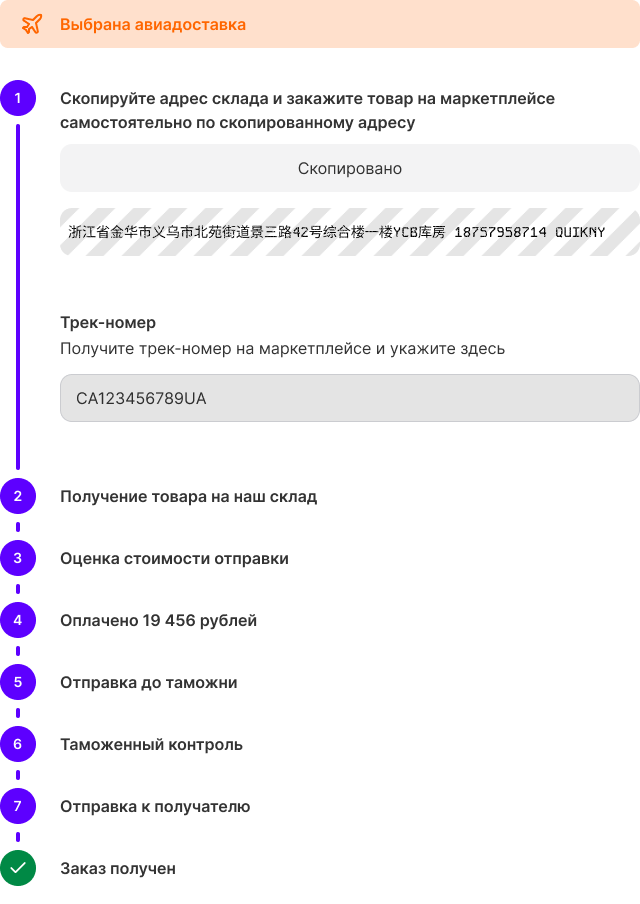 Выбрана авиадоставка
1
Скопируйте адрес склада и закажите товар на маркетплейсе
самостоятельно по скопированному адресу
Скопировано
浙江省金华市义乌市北苑街道景三路42号综合楼一楼YCB库房 18757958714 QUIKNY
Трек-номер
Получите трек-номер на маркетплейсе и укажите здесь
CA123456789UA
2
Получение товара на наш склад
3
Оценка стоимости отправки
4
Оплачено 19 456 рублей
5
Отправка до таможни
6
Таможенный контроль
7
Отправка к получателю
Заказ получен